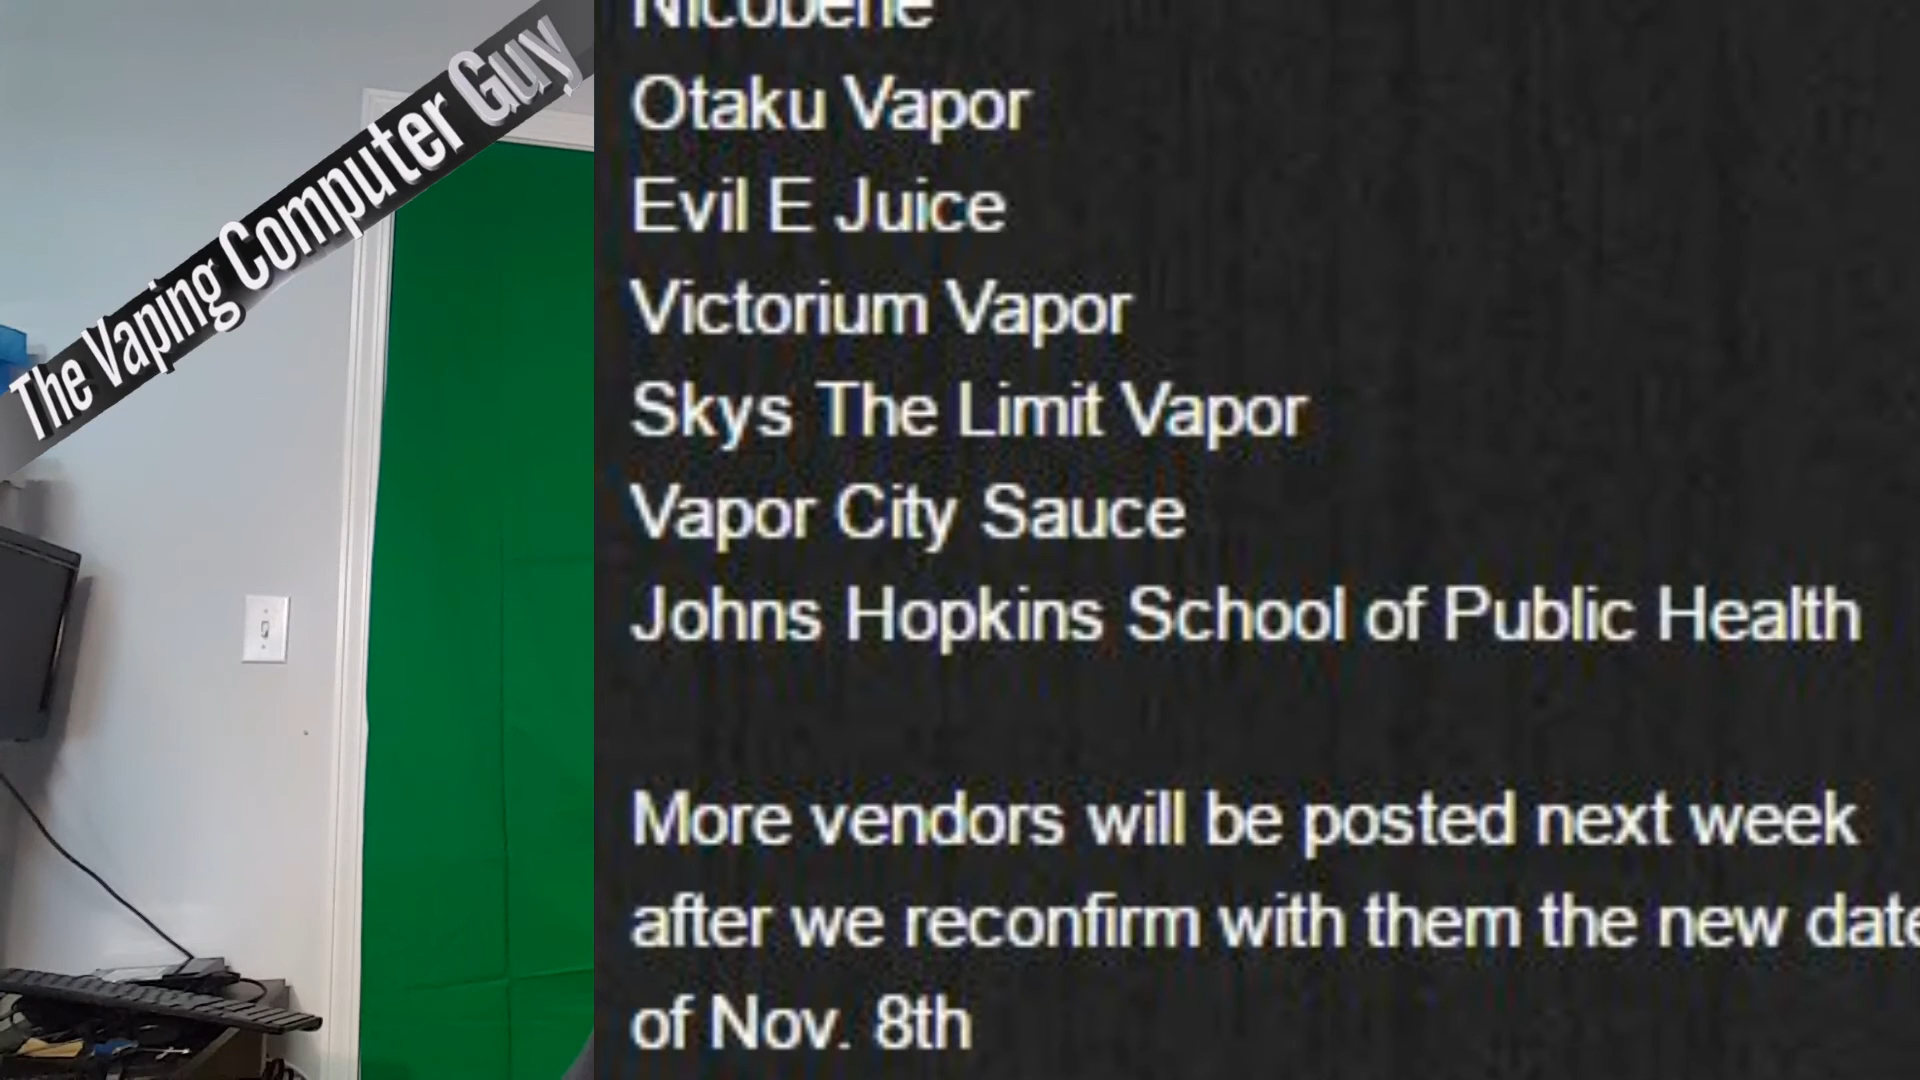 The Vaping Computer Guy
Otaku Vapor
Evil E Juice
Victorium Vapor
Skys The Limit Vapor
Vapor City Sauce
Johns Hopkins School of Public Health
More vendors will be posted next week
after we reconfirm with them the new date
of Nov. 8th